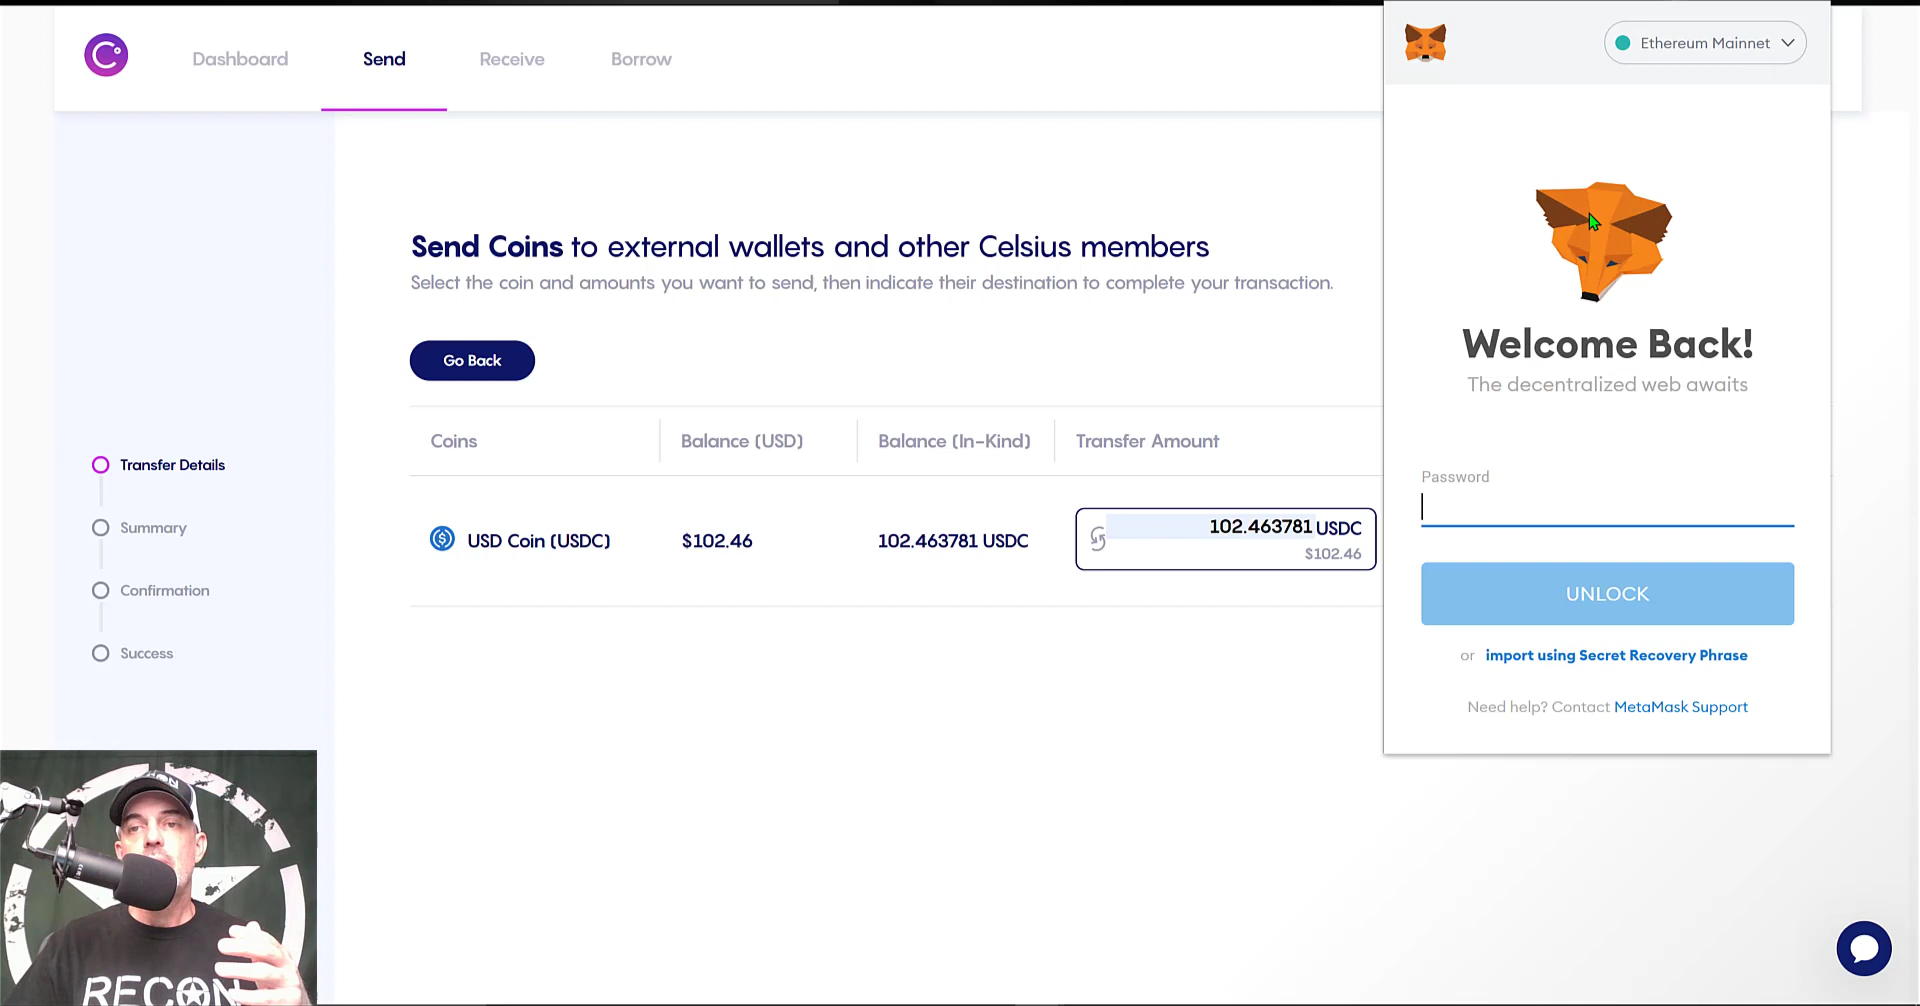 Dashboard
Send
Receive
Borrow
Ethereum Mainnet
Send Coins to external wallets and other Celsius members
Select the coin and amounts you want to send, then indicate their destination to complete your transaction.
Go Back
Coins
Balance (USD)
Balance (In-Kind)
Transfer Amount
USD Coin (USDC)
$102.46
102.463781 USDC
102.463781 USDC
$102.46
Transfer Details
Summary
Confirmation
Success
Welcome Back!
The decentralized web awaits
Password
UNLOCK
or import using Secret Recovery Phrase
Need help? Contact MetaMask Support
RECON
RECON